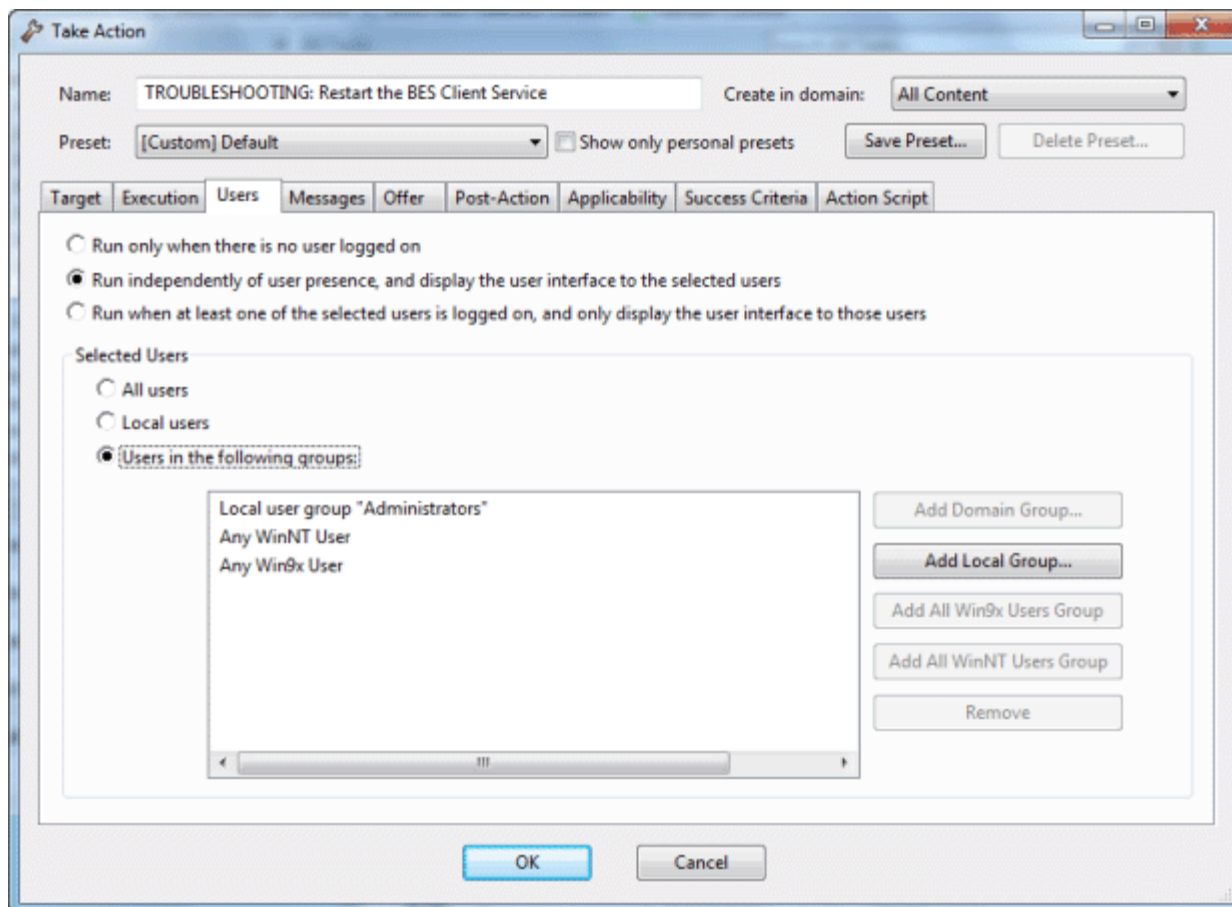 Take Action
Name: TROUBLESHOOTING: Restart the BES Client Service Create in domain: All Content
Preset: [Custom] Default Show only personal presets Save Preset... Delete Preset...
Target Execution Users Messages Offer Post-Action Applicability Success Criteria Action Script
Run only when there is no user logged on
Run independently of user presence, and display the user interface to the selected users
Run when at least one of the selected users is logged on, and only display the user interface to those users
Selected Users
All users
Local users
Users in the following groups:
Local user group "Administrators"
Any WinNT User
Any Win9x User
Add Domain Group...
Add Local Group...
Add All Win9x Users Group
Add All WinNT Users Group
Remove
OK Cancel